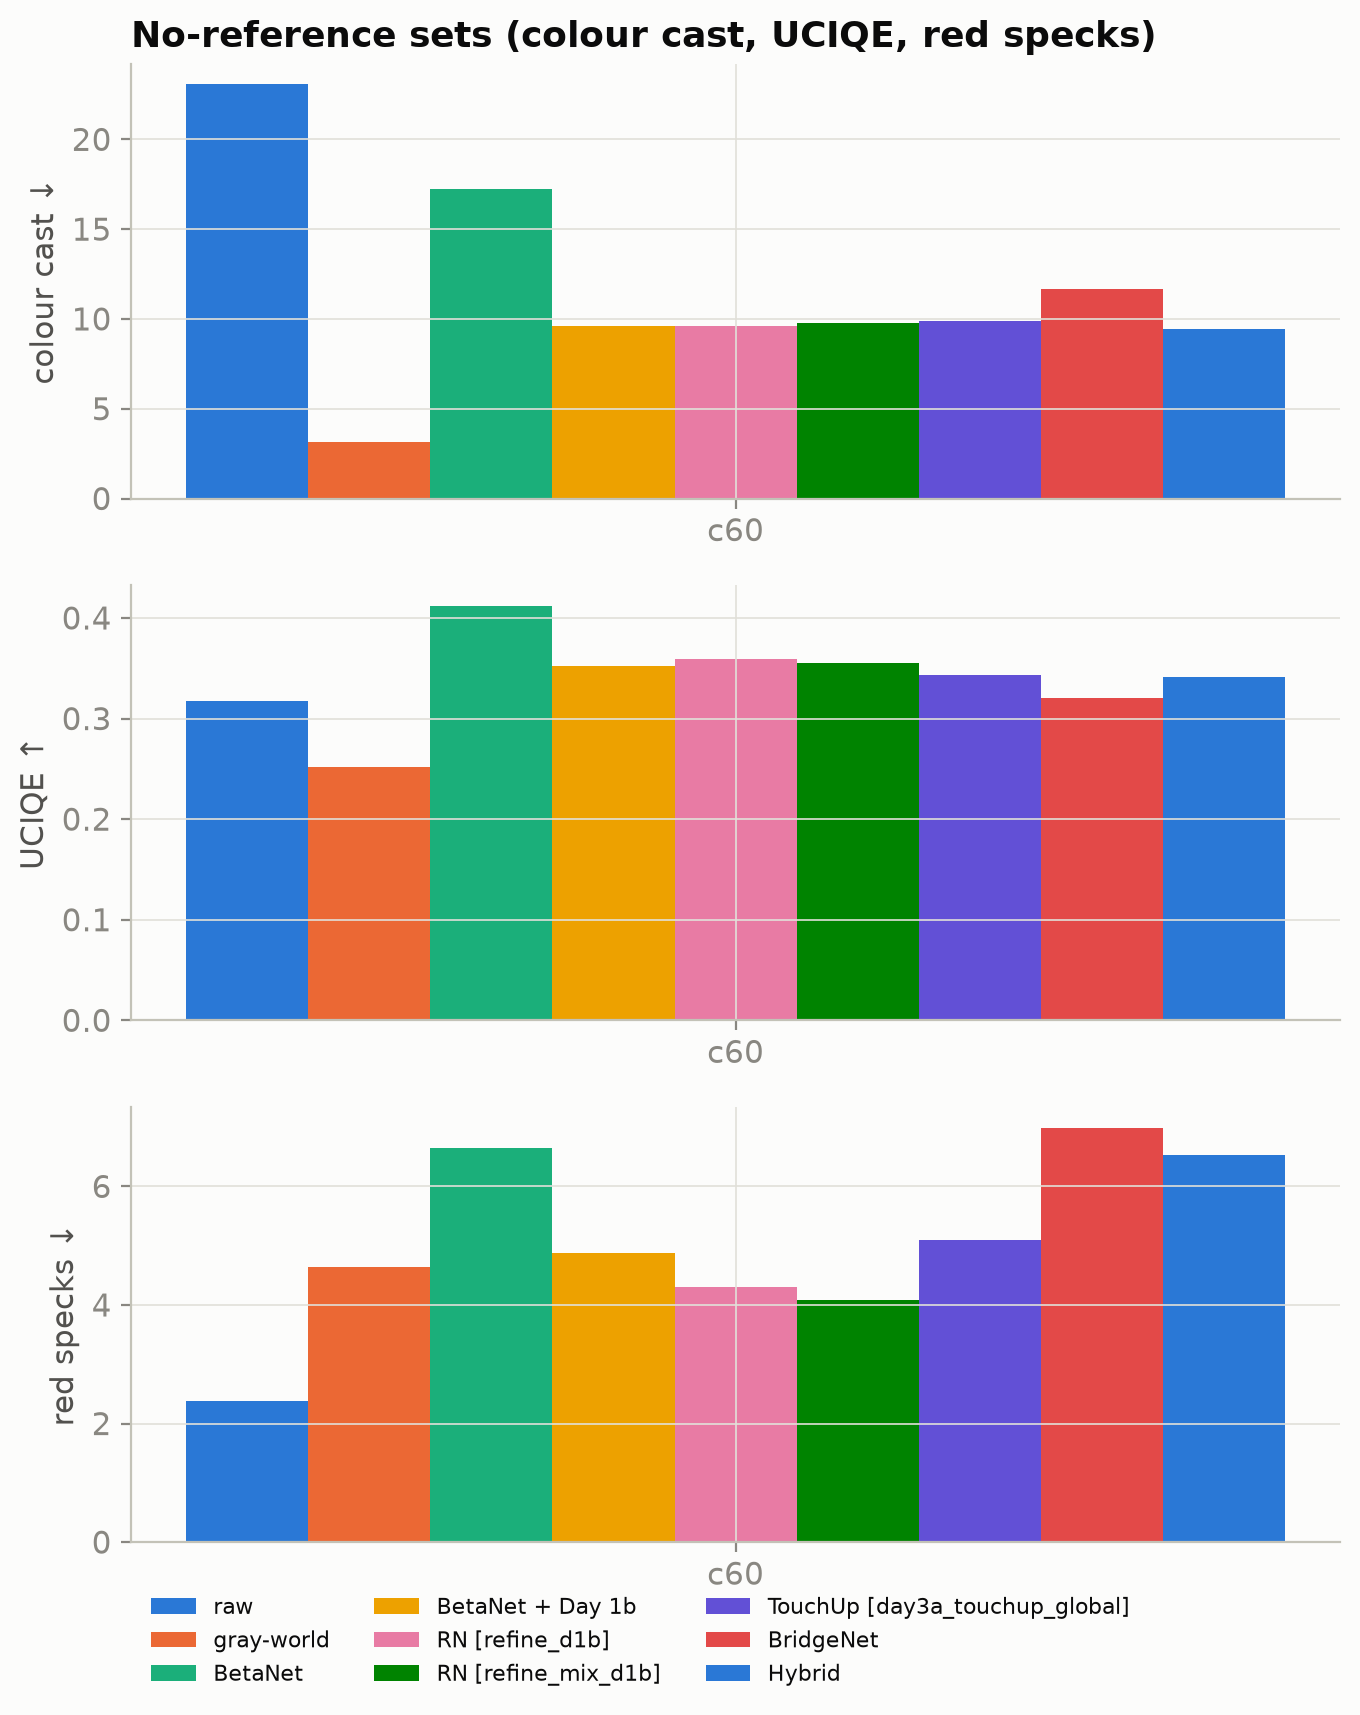 No-reference sets (colour cast, UCIQE, red specks)
20
15
10
5
0
colour cast ↓
c60
0.4
0.3
0.2
0.1
0.0
UCIQE ↑
c60
6
4
2
0
red specks ↓
c60
raw
gray-world
BetaNet
BetaNet + Day 1b
RN [refine_d1b]
RN [refine_mix_d1b]
TouchUp [day3a_touchup_global]
BridgeNet
Hybrid